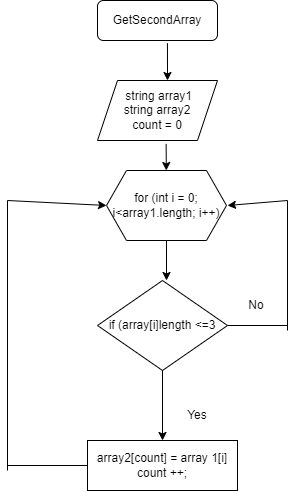 GetSecondArray
string array1
string array2
count = 0
for (int i = 0;
i<array1.length; i++)
if (array[i]length <=3
No
Yes
array2[count] = array 1[i]
count ++;